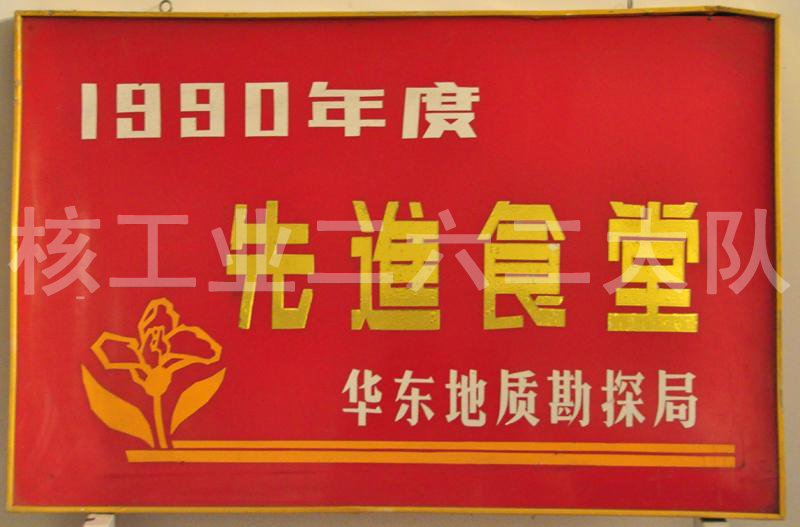 1990年度
先進食堂
核工业二六二大队
华东地质勘探局